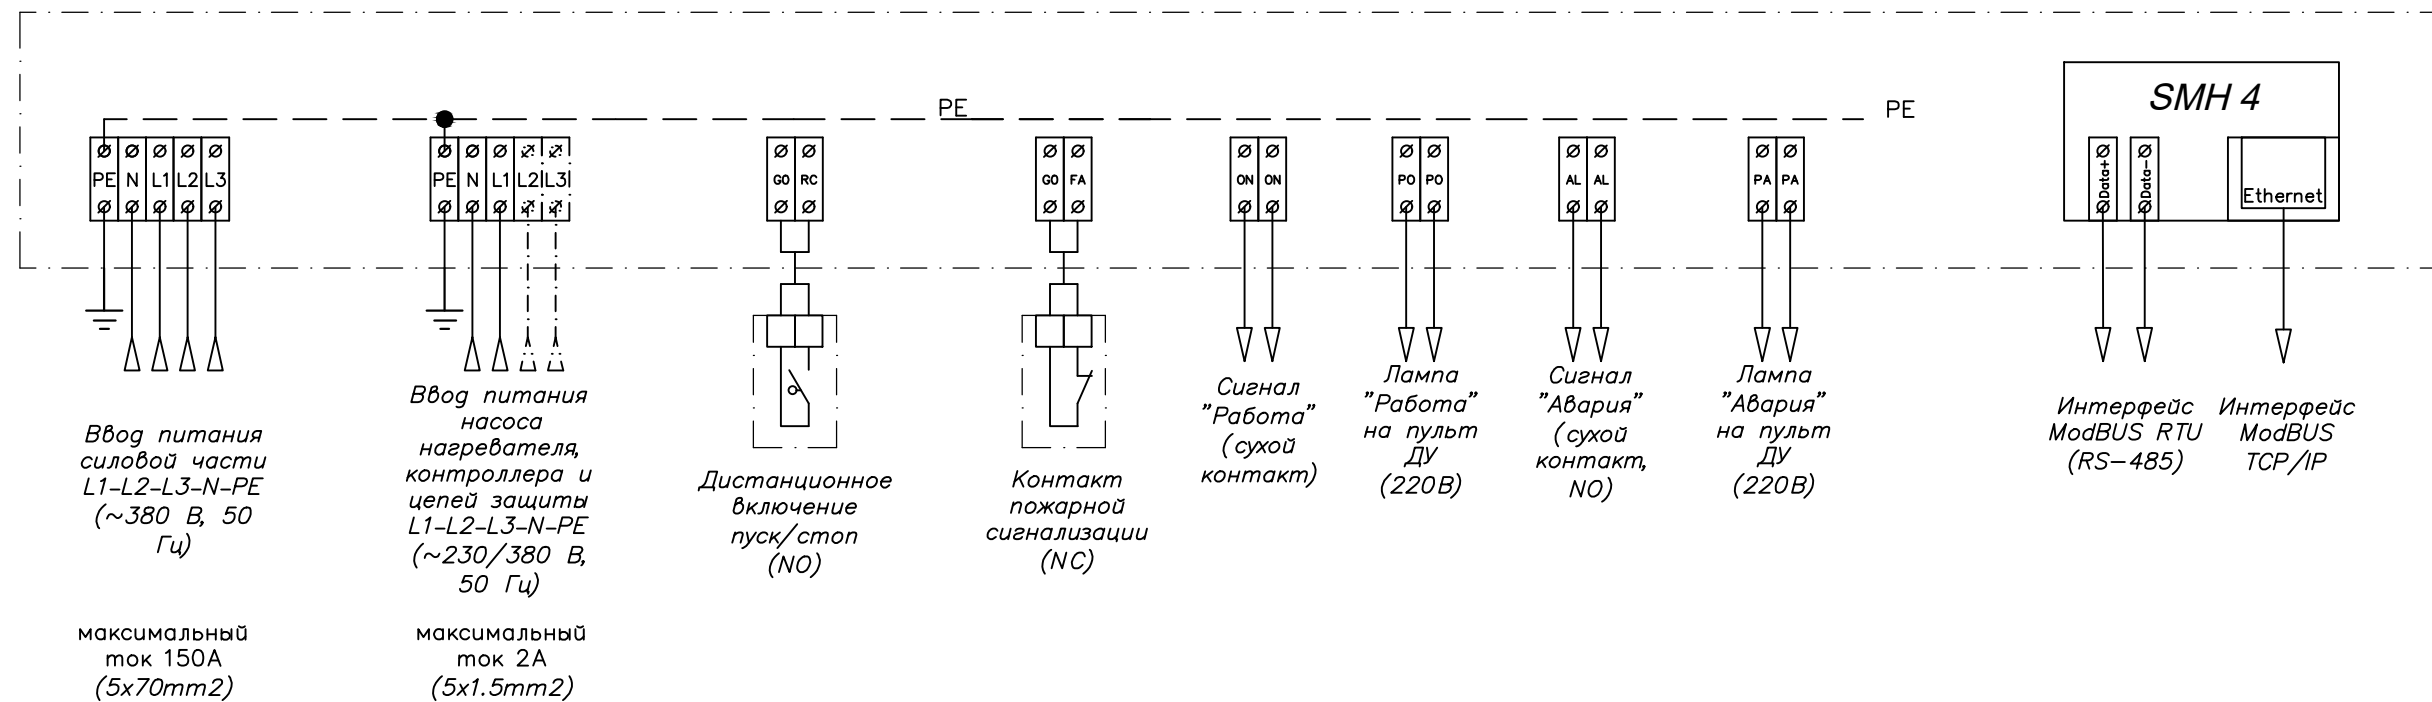 PE
PE
SMH 4
PE N L1 L2 L3
PE N L1 L2 L3
G0 RC
G0 FA
ON ON
PO PO
AL AL
PA PA
Data+
Data-
Ethernet
Ввод питания
силовой части
L1-L2-L3-N-PE
(~380 В, 50
Гц)
максимальный
ток 150А
(5x70mm2)
Ввод питания
насоса
нагревателя,
контроллера и
цепей защиты
L1-L2-L3-N-PE
(~230/380 В,
50 Гц)
максимальный
ток 2А
(5x1.5mm2)
Дистанционное
включение
пуск/стоп
(NO)
Контакт
пожарной
сигнализации
(NC)
Сигнал
"Работа"
(сухой
контакт)
Лампа
"Работа"
на пульт
ДУ
(220В)
Сигнал
"Авария"
(сухой
контакт,
NO)
Лампа
"Авария"
на пульт
ДУ
(220В)
Интерфейс
ModBUS RTU
(RS-485)
Интерфейс
ModBUS
TCP/IP